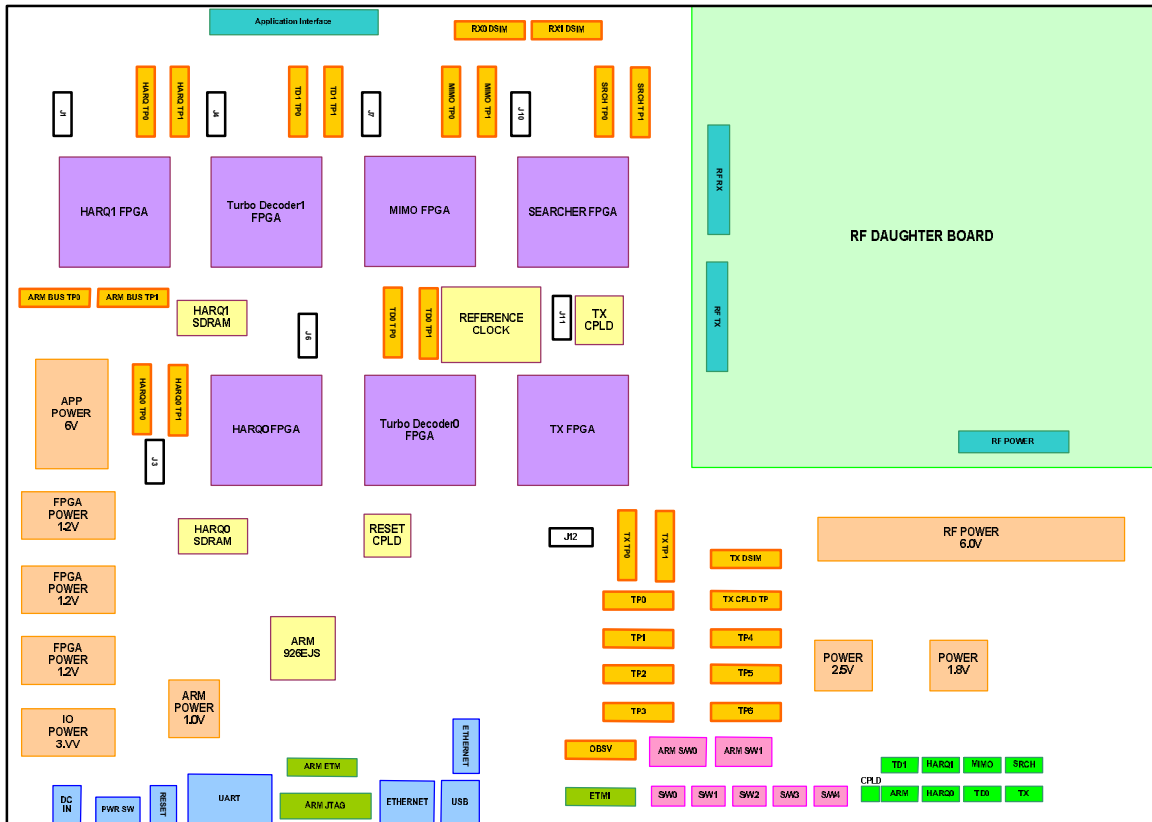 Application Interface
RX0 DSIM
RX1 DSIM
J1
HARQ TP0
HARQ TP1
J4
TD1 TP0
TD1 TP1
J7
MIMO TP0
MIMO TP1
J10
SRCH TP0
SRCH TP1
HARQ1 FPGA
Turbo Decoder1
FPGA
MIMO FPGA
SEARCHER FPGA
RF RX
RF DAUGHTER BOARD
RF TX
RF POWER
ARM BUS TP0
ARM BUS TP1
HARQ1
SDRAM
J6
TD0 TP0
TD0 TP1
REFERENCE
CLOCK
J11
TX
CPLD
APP
POWER
6V
HARQ0 TP0
HARQ0 TP1
J3
HARQ0 FPGA
Turbo Decoder0
FPGA
TX FPGA
FPGA
POWER
1.2V
HARQ0
SDRAM
RESET
CPLD
J12
TX TP0
TX TP1
TX DSIM
RF POWER
6.0V
FPGA
POWER
1.2V
TP0
TX CPLD TP
FPGA
POWER
1.2V
ARM
926EJS
TP1
TP4
POWER
2.5V
POWER
1.8V
TP2
TP5
ARM
POWER
1.0V
TP3
TP6
IO
POWER
3.VV
ETHERNET
OBSV
ARM SW0
ARM SW1
ARM ETM
TD1
HARQ1
MIMO
SRCH
CPLD
DC
IN
PWR SW
RESET
UART
ARM JTAG
ETHERNET
USB
ETM1
SW0
SW1
SW2
SW3
SW4
ARM
HARQ0
TD0
TX